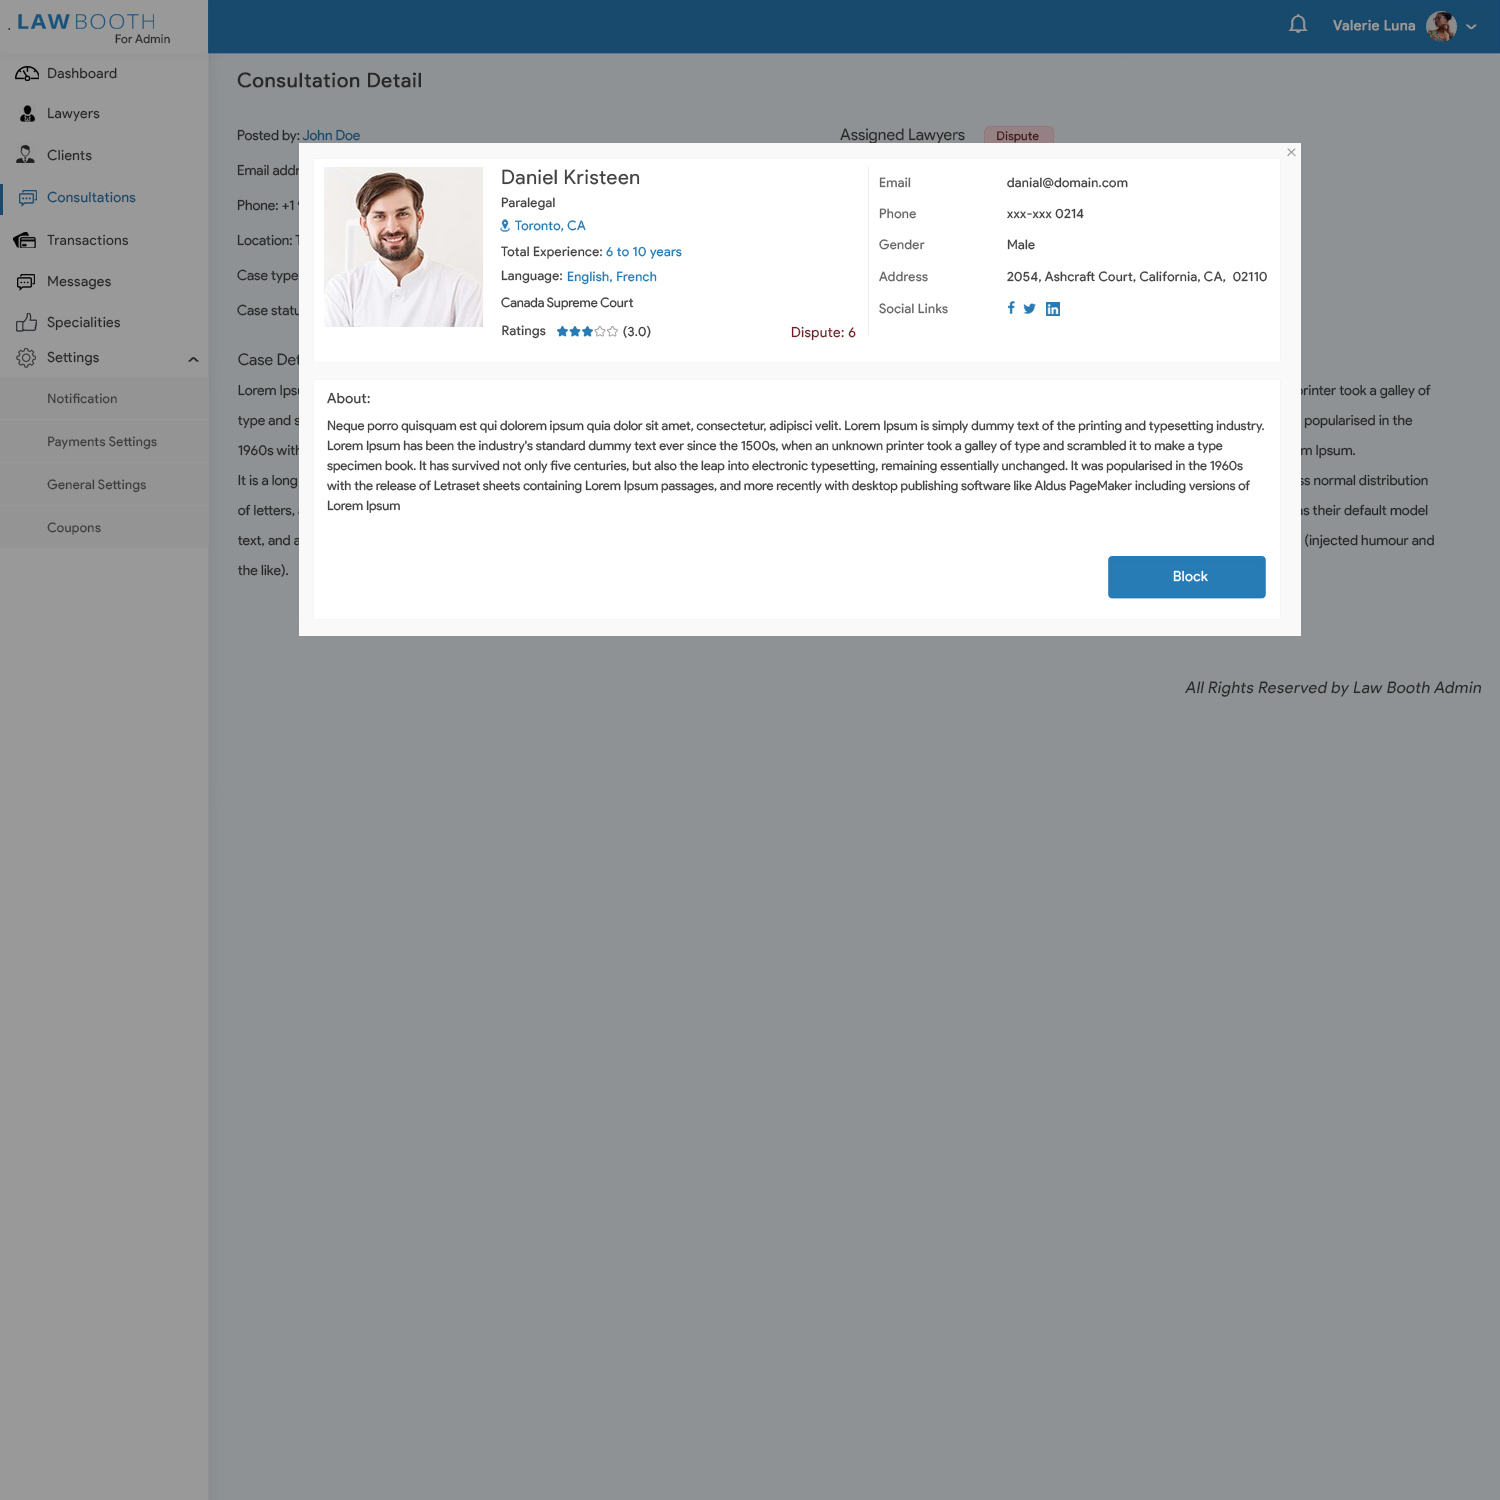 LAWBOOTH
For Admin
Valerie Luna
Dashboard
Lawyers
Clients
Consultations
Transactions
Messages
Specialities
Settings
Notification
Payments Settings
General Settings
Coupons
Consultation Detail
Posted by: John Doe
Assigned Lawyers
Dispute
Email
Phone: +1
Location:
Case type
Case
Case
Lorem
type and
1960s
It is a long
of letters,
text, and
the like).
Daniel Kristeen
Paralegal
Toronto, CA
Total Experience: 6 to 10 years
Language: English, French
Canada Supreme Court
Ratings (3.0)
Dispute: 6
Email danial@domain.com
Phone xxx-xxx 0214
Gender Male
Address 2054, Ashcraft Court, California, CA, 02110
Social Links
About:
Neque porro quisquam est qui dolorem ipsum quia dolor sit amet, consectetur, adipisci velit. Lorem Ipsum is simply dummy text of the printing and typesetting industry.
Lorem Ipsum has been the industry's standard dummy text ever since the 1500s, when an unknown printer took a galley of type and scrambled it to make a type
specimen book. It has survived not only five centuries, but also the leap into electronic typesetting, remaining essentially unchanged. It was popularised in the 1960s
with the release of Letraset sheets containing Lorem Ipsum passages, and more recently with desktop publishing software like Aldus PageMaker including versions of
Lorem Ipsum
Block
took a galley of
popularised in the
Ipsum.
normal distribution
their default model
(injected humour and
All Rights Reserved by Law Booth Admin